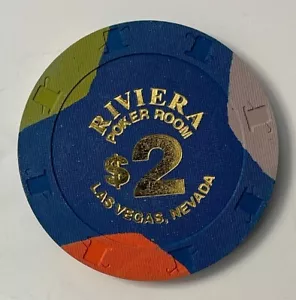 RIVIERA
POKER ROOM
$2
LAS VEGAS, NEVADA